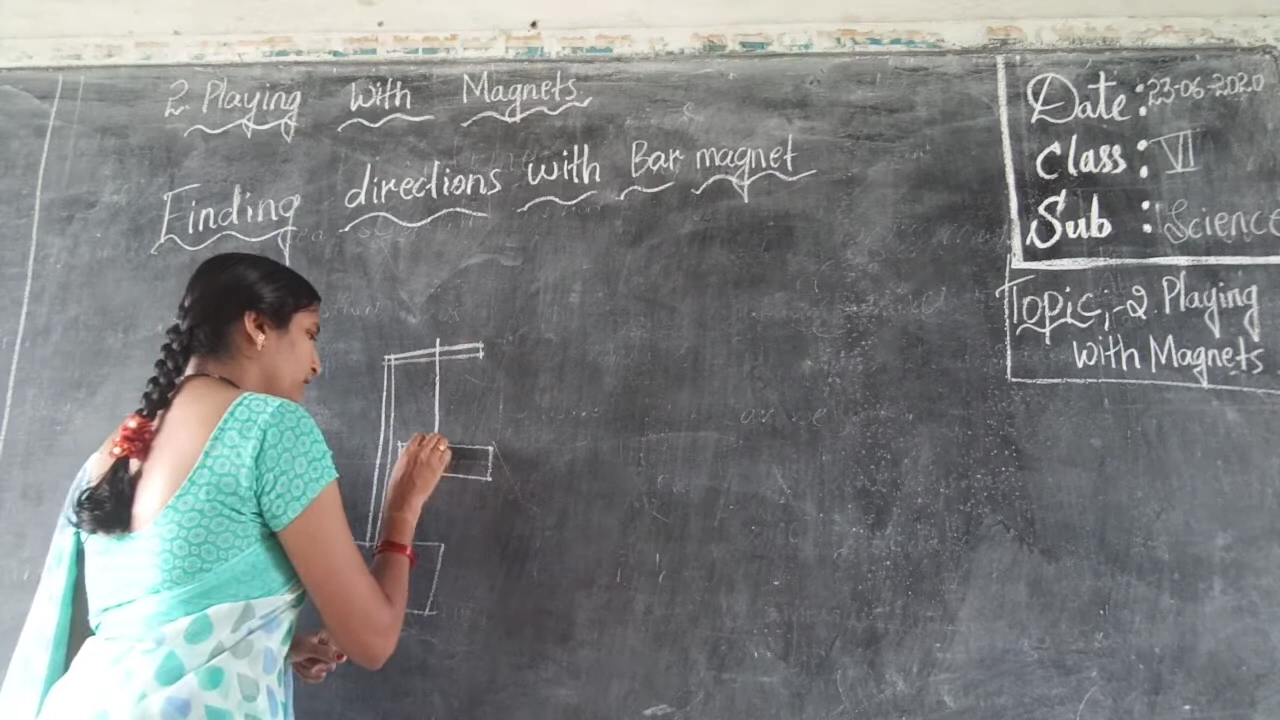 2. Playing With Magnets
Finding directions with Bar magnet
Date: 23-06-2020
Class: VI
Sub : Science
Topic:-2. Playing
with Magnets